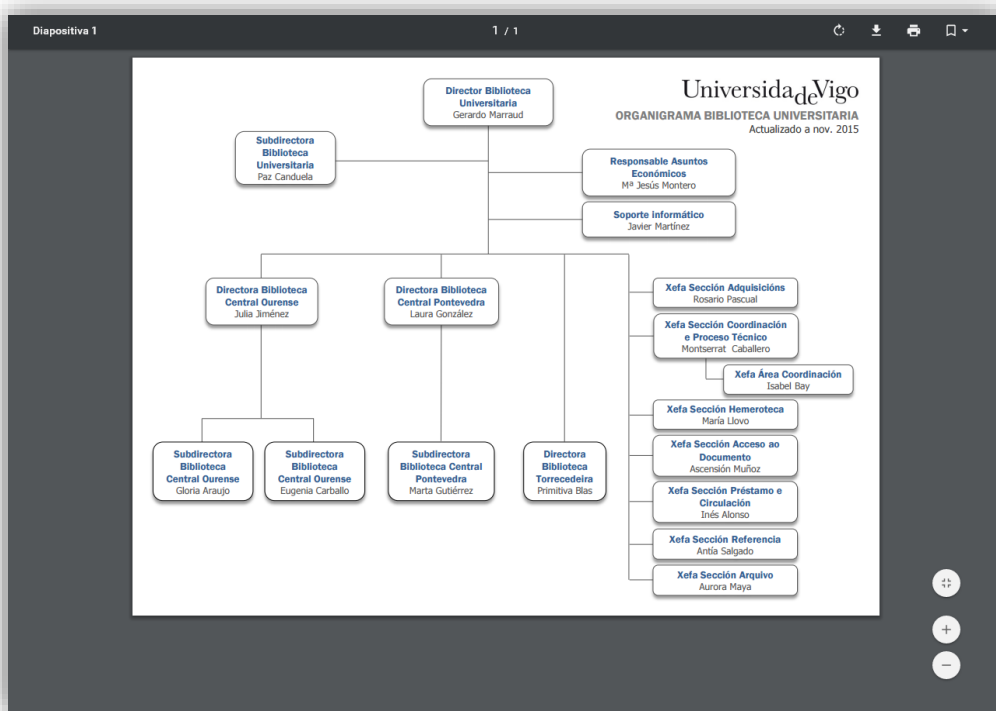 Diapositiva 1
1 / 1
Universidade Vigo
ORGANIGRAMA BIBLIOTECA UNIVERSITARIA
Actualizado a nov. 2015
Director Biblioteca
Universitaria
Gerardo Marraud
Subdirectora
Biblioteca
Universitaria
Paz Canduela
Responsable Asuntos
Económicos
Mª Jesús Montero
Soporte informático
Javier Martínez
Directora Biblioteca
Central Ourense
Julia Jiménez
Directora Biblioteca
Central Pontevedra
Laura González
Xefa Sección Adquisicións
Rosario Pascual
Xefa Sección Coordinación
e Proceso Técnico
Montserrat Caballero
Xefa Área Coordinación
Isabel Bay
Xefa Sección Hemeroteca
María Llovo
Xefa Sección Acceso ao
Documento
Ascensión Muñoz
Xefa Sección Préstamo e
Circulación
Inés Alonso
Xefa Sección Referencia
Antía Salgado
Xefa Sección Arquivo
Aurora Maya
Subdirectora
Biblioteca
Central Ourense
Gloria Araujo
Subdirectora
Biblioteca
Central Ourense
Eugenia Carballo
Subdirectora
Biblioteca Central
Pontevedra
Marta Gutiérrez
Directora
Biblioteca
Torrecedeira
Primitiva Blas